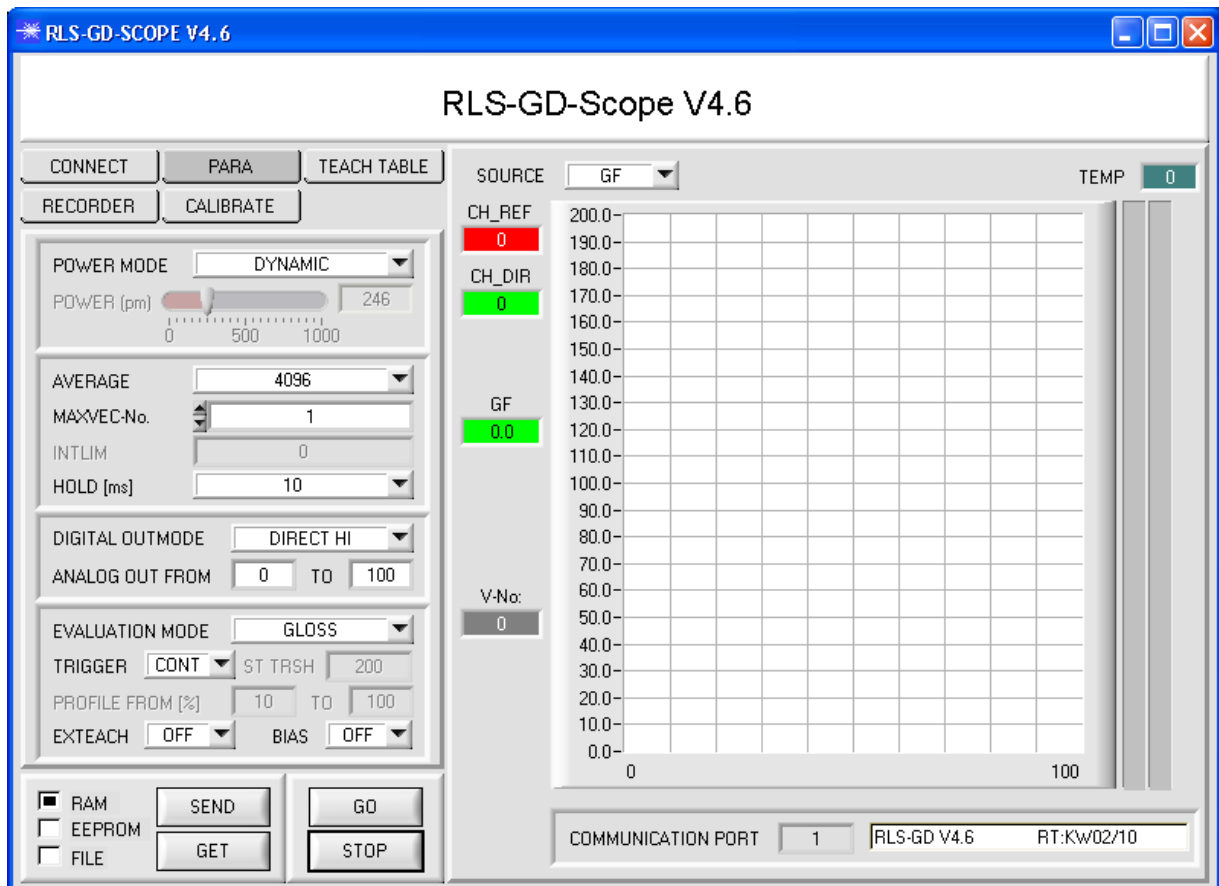 RLS-GD-SCOPE V4.6
RLS-GD-Scope V4.6
CONNECT PARA TEACH TABLE
RECORDER CALIBRATE
POWER MODE DYNAMIC
POWER (pm) 246
0 500 1000
AVERAGE 4096
MAXVEC-No. 1
INTLIM 0
HOLD [ms] 10
DIGITAL OUTMODE DIRECT HI
ANALOG OUT FROM 0 TO 100
EVALUATION MODE GLOSS
TRIGGER CONT ST TRSH 200
PROFILE FROM [%] 10 TO 100
EXTEACH OFF BIAS OFF
RAM
EEPROM
FILE
SEND
GET
GO
STOP
SOURCE GF TEMP 0
CH_REF
0
CH_DIR
0
GF
0.0
V-No:
0
200.0
190.0
180.0
170.0
160.0
150.0
140.0
130.0
120.0
110.0
100.0
90.0
80.0
70.0
60.0
50.0
40.0
30.0
20.0
10.0
0.0
0 100
COMMUNICATION PORT 1 RLS-GD V4.6 RT:KW02/10